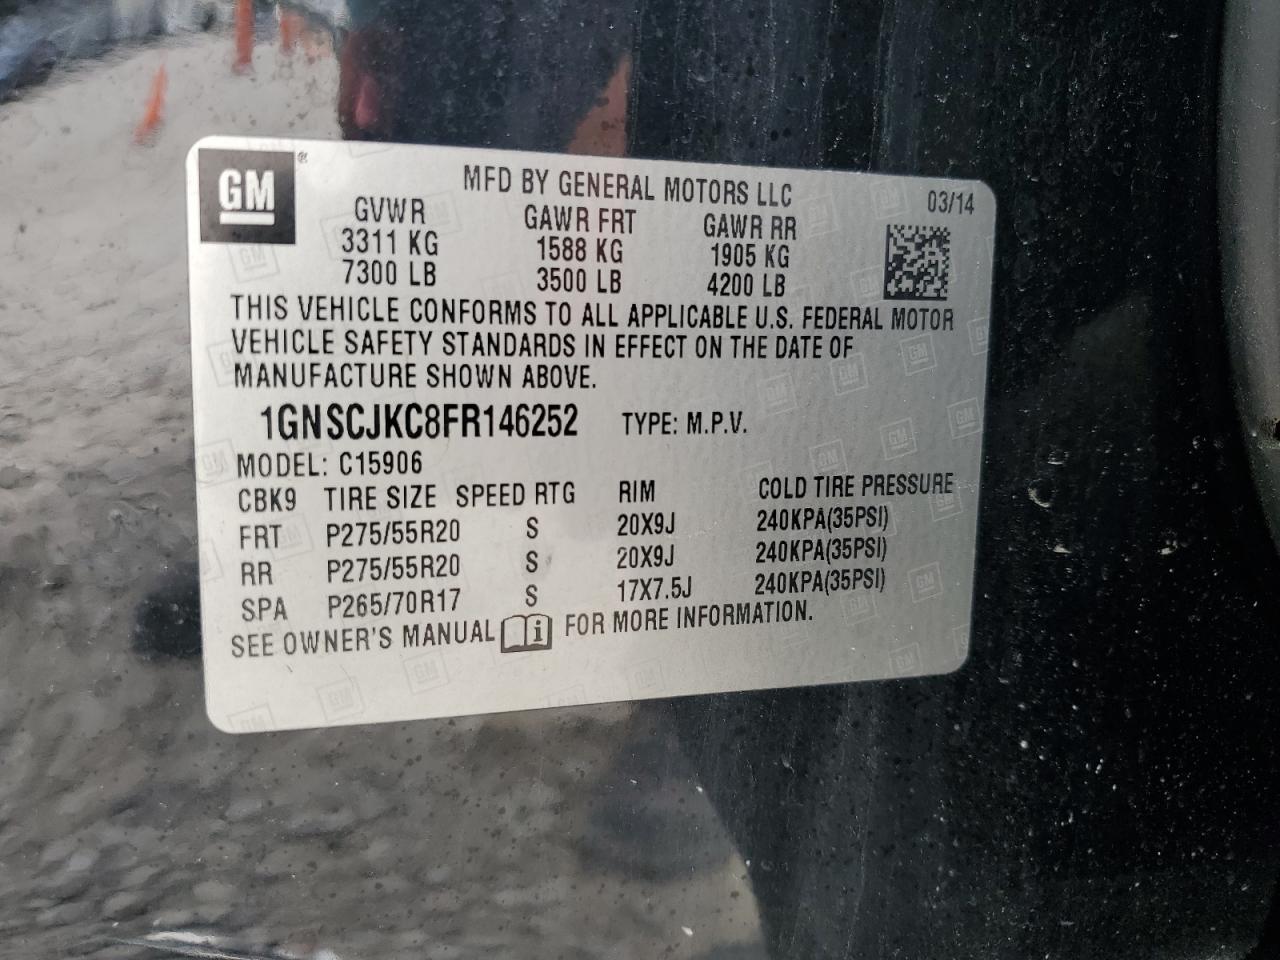 GM®
MFD BY GENERAL MOTORS LLC
03/14
GVWR GAWR FRT GAWR RR
3311 KG 1588 KG 1905 KG
7300 LB 3500 LB 4200 LB
THIS VEHICLE CONFORMS TO ALL APPLICABLE U.S. FEDERAL MOTOR
VEHICLE SAFETY STANDARDS IN EFFECT ON THE DATE OF
MANUFACTURE SHOWN ABOVE.
1GNSCJKC8FR146252 TYPE: M.P.V.
MODEL: C15906
CBK9 TIRE SIZE SPEED RTG RIM COLD TIRE PRESSURE
FRT P275/55R20 S 20X9J 240KPA(35PSI)
RR P275/55R20 S 20X9J 240KPA(35PSI)
SPA P265/70R17 S 17X7.5J 240KPA(35PSI)
SEE OWNER'S MANUAL i FOR MORE INFORMATION.